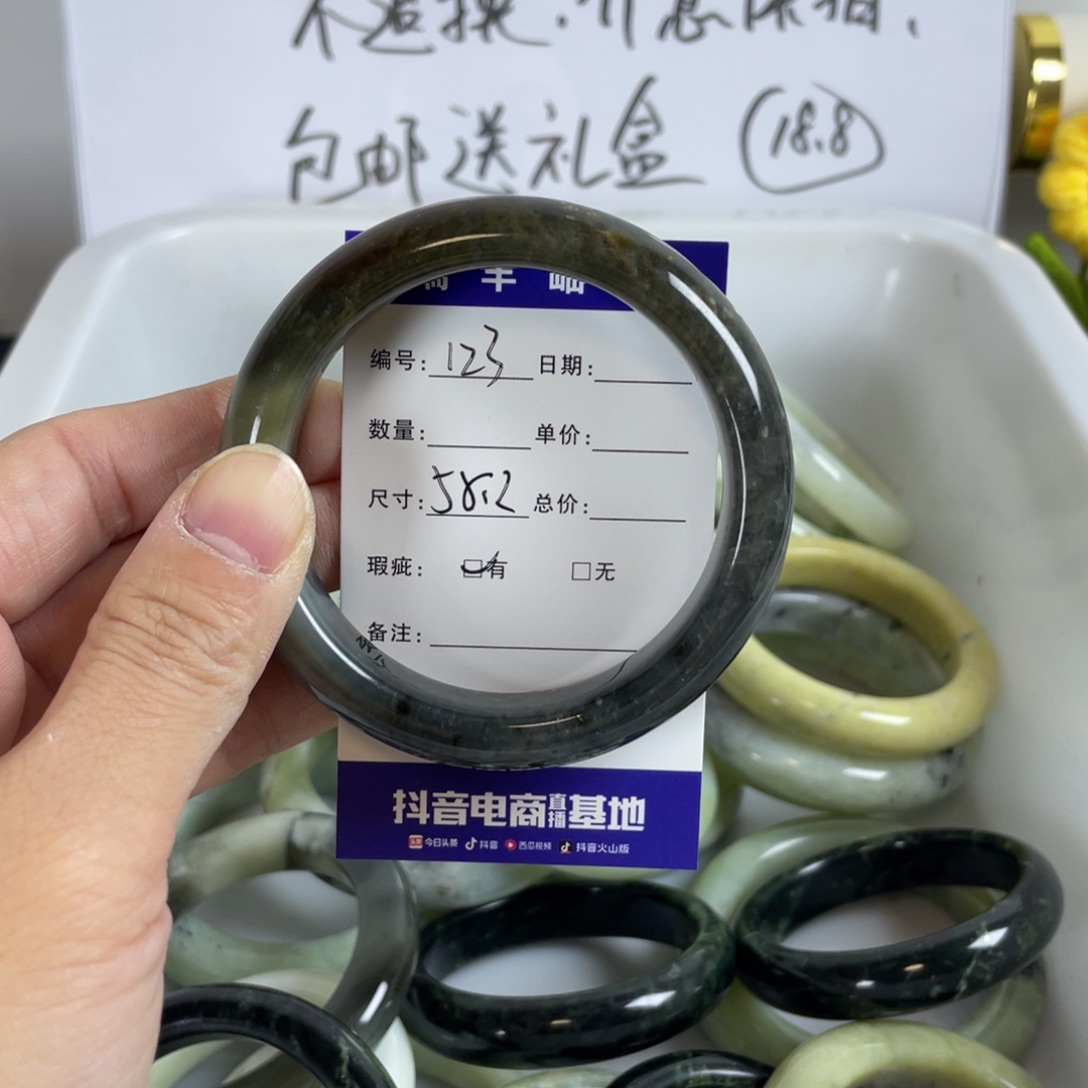 不退换.介意慎拍.
包邮送礼盒 18.8
编号: 123 日期:
数量: 单价:
尺寸: 58.2 总价:
瑕疵: 有 无
备注:
抖音电商直播基地
今日头条 抖音 西瓜视频 抖音火山版